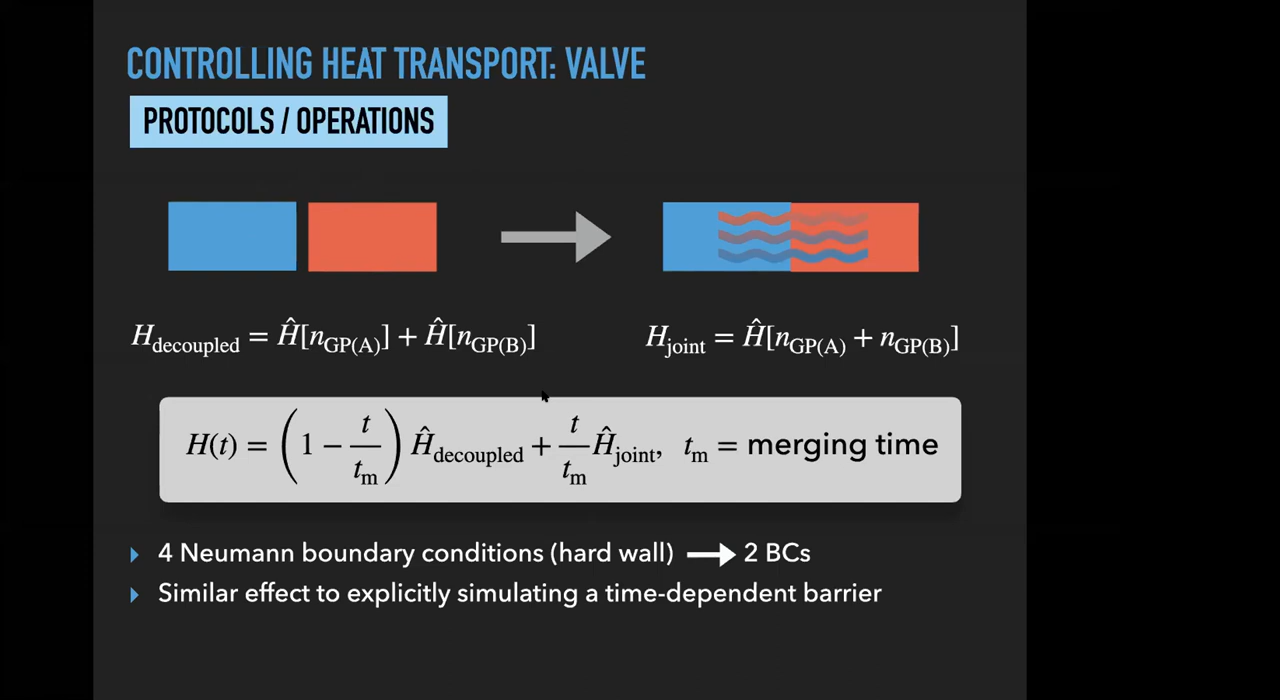 CONTROLLING HEAT TRANSPORT: VALVE
PROTOCOLS / OPERATIONS
H_decoupled = Ĥ[n_GP(A)] + Ĥ[n_GP(B)]
H_joint = Ĥ[n_GP(A) + n_GP(B)]
H(t) = (1 − t/t_m) Ĥ_decoupled + t/t_m Ĥ_joint, t_m = merging time
4 Neumann boundary conditions (hard wall) → 2 BCs
Similar effect to explicitly simulating a time-dependent barrier